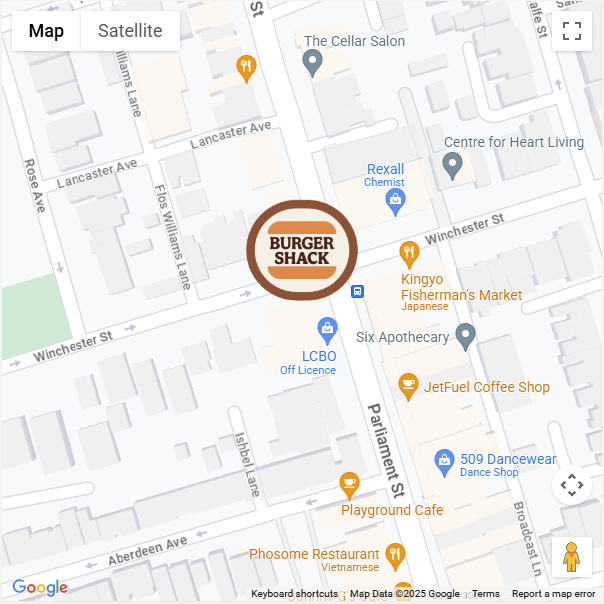 Map
Satellite
St
The Cellar Salon
Williams Lane
Lancaster Ave
Centre for Heart Living
Rexall
Chemist
Lancaster Ave
Rose Ave
Flos Williams Lane
Winchester St
BURGER
SHACK
Kingyo
Fisherman's Market
Japanese
Winchester St
LCBO
Off Licence
Six Apothecary
JetFuel Coffee Shop
Parliament St
Ishbel Lane
509 Dancewear
Dance Shop
Playground Cafe
Broadcast Ln
Aberdeen Ave
Phosome Restaurant
Vietnamese
Google
Keyboard shortcuts
Map Data ©2025 Google
Terms
Report a map error